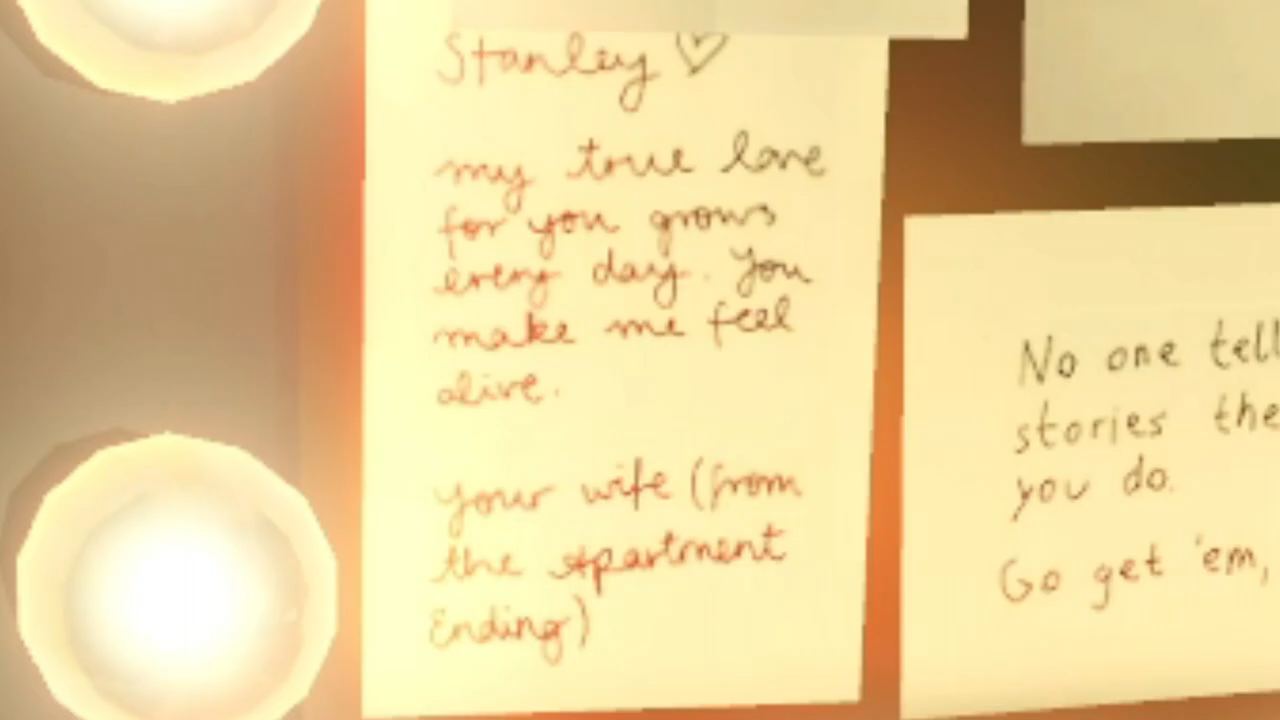 Stanley ♡
my true love
for you grows
every day. You
make me feel
alive.
your wife (from
the Apartment
Ending)
No one tell
stories the
you do.
Go get 'em,